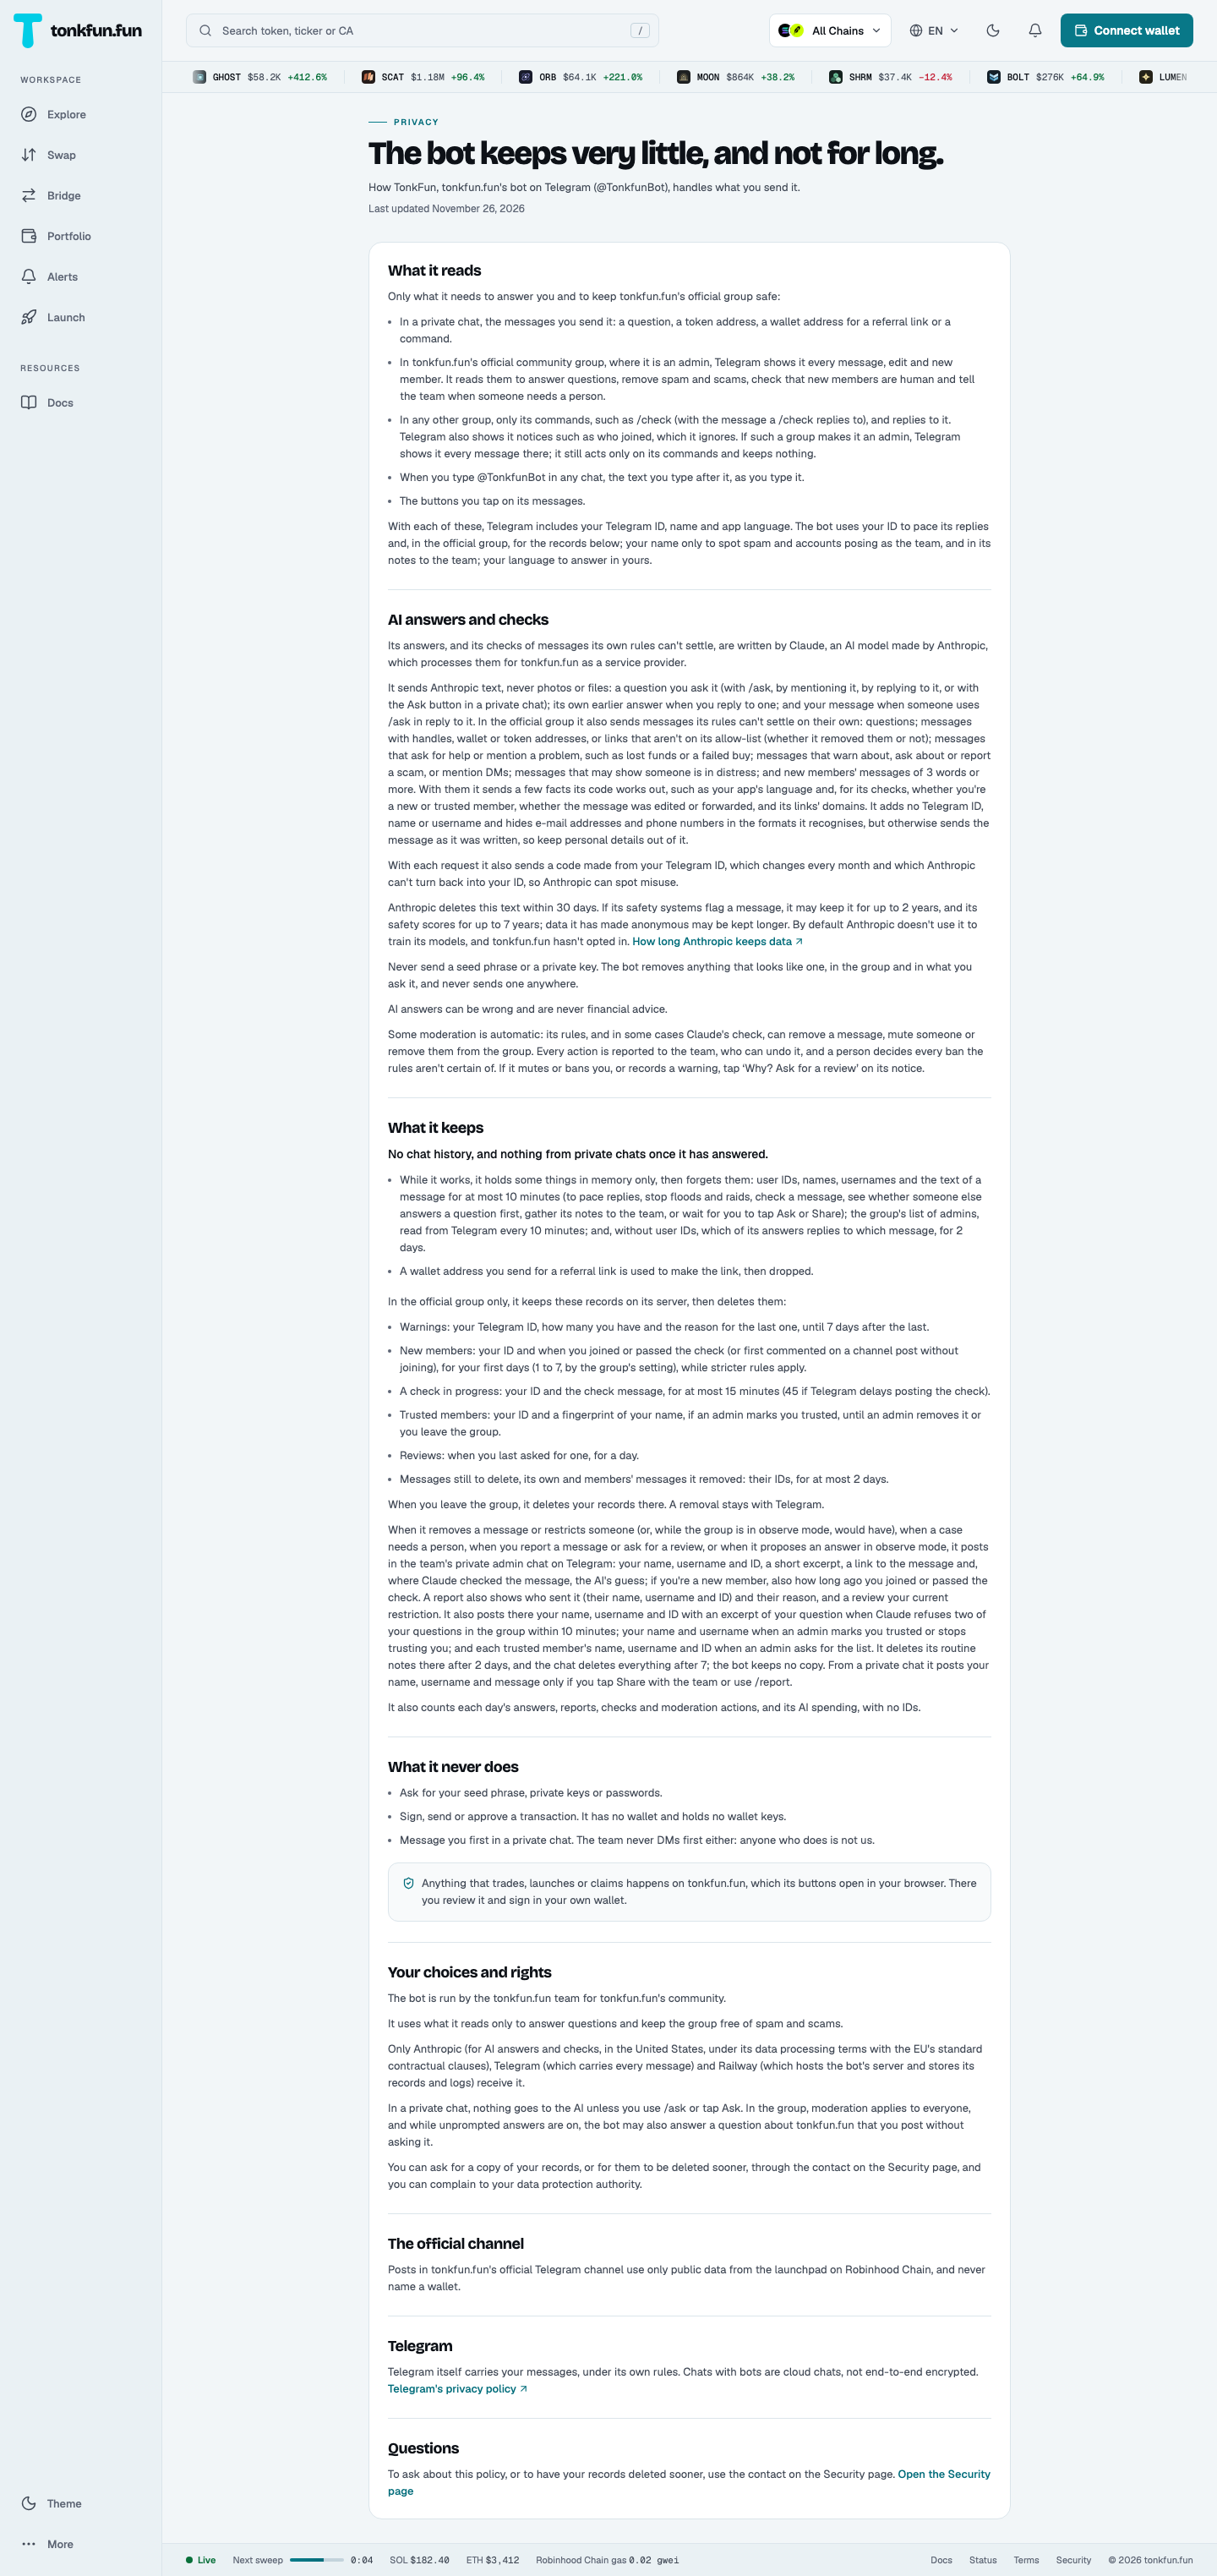 tonkfun.fun
Search token, ticker or CA
/
All Chains
EN
Connect wallet
WORKSPACE
Explore
Swap
Bridge
Portfolio
Alerts
Launch
RESOURCES
Docs
GHOST $58.2K +412.6%
SCAT $1.18M +96.4%
ORB $64.1K +221.0%
MOON $864K +38.2%
SHRM $37.4K −12.4%
BOLT $276K +64.9%
LUMEN
PRIVACY
The bot keeps very little, and not for long.
How TonkFun, tonkfun.fun's bot on Telegram (@TonkfunBot), handles what you send it.
Last updated November 26, 2026
What it reads
Only what it needs to answer you and to keep tonkfun.fun's official group safe:
• In a private chat, the messages you send it: a question, a token address, a wallet address for a referral link or a
command.
• In tonkfun.fun's official community group, where it is an admin, Telegram shows it every message, edit and new
member. It reads them to answer questions, remove spam and scams, check that new members are human and tell
the team when someone needs a person.
• In any other group, only its commands, such as /check (with the message a /check replies to), and replies to it.
Telegram also shows it notices such as who joined, which it ignores. If such a group makes it an admin, Telegram
shows it every message there; it still acts only on its commands and keeps nothing.
• When you type @TonkfunBot in any chat, the text you type after it, as you type it.
• The buttons you tap on its messages.
With each of these, Telegram includes your Telegram ID, name and app language. The bot uses your ID to pace its replies
and, in the official group, for the records below; your name only to spot spam and accounts posing as the team, and in its
notes to the team; your language to answer in yours.
AI answers and checks
Its answers, and its checks of messages its own rules can't settle, are written by Claude, an AI model made by Anthropic,
which processes them for tonkfun.fun as a service provider.
It sends Anthropic text, never photos or files: a question you ask it (with /ask, by mentioning it, by replying to it, or with
the Ask button in a private chat); its own earlier answer when you reply to one; and your message when someone uses
/ask in reply to it. In the official group it also sends messages its rules can't settle on their own: questions; messages
with handles, wallet or token addresses, or links that aren't on its allow-list (whether it removed them or not); messages
that ask for help or mention a problem, such as lost funds or a failed buy; messages that warn about, ask about or report
a scam, or mention DMs; messages that may show someone is in distress; and new members' messages of 3 words or
more. With them it sends a few facts its code works out, such as your app's language and, for its checks, whether you're
a new or trusted member, whether the message was edited or forwarded, and its links' domains. It adds no Telegram ID,
name or username and hides e-mail addresses and phone numbers in the formats it recognises, but otherwise sends the
message as it was written, so keep personal details out of it.
With each request it also sends a code made from your Telegram ID, which changes every month and which Anthropic
can't turn back into your ID, so Anthropic can spot misuse.
Anthropic deletes this text within 30 days. If its safety systems flag a message, it may keep it for up to 2 years, and its
safety scores for up to 7 years; data it has made anonymous may be kept longer. By default Anthropic doesn't use it to
train its models, and tonkfun.fun hasn't opted in. How long Anthropic keeps data ↗
Never send a seed phrase or a private key. The bot removes anything that looks like one, in the group and in what you
ask it, and never sends one anywhere.
AI answers can be wrong and are never financial advice.
Some moderation is automatic: its rules, and in some cases Claude's check, can remove a message, mute someone or
remove them from the group. Every action is reported to the team, who can undo it, and a person decides every ban the
rules aren't certain of. If it mutes or bans you, or records a warning, tap ‘Why? Ask for a review’ on its notice.
What it keeps
No chat history, and nothing from private chats once it has answered.
• While it works, it holds some things in memory only, then forgets them: user IDs, names, usernames and the text of a
message for at most 10 minutes (to pace replies, stop floods and raids, check a message, see whether someone else
answers a question first, gather its notes to the team, or wait for you to tap Ask or Share); the group's list of admins,
read from Telegram every 10 minutes; and, without user IDs, which of its answers replies to which message, for 2
days.
• A wallet address you send for a referral link is used to make the link, then dropped.
In the official group only, it keeps these records on its server, then deletes them:
• Warnings: your Telegram ID, how many you have and the reason for the last one, until 7 days after the last.
• New members: your ID and when you joined or passed the check (or first commented on a channel post without
joining), for your first days (1 to 7, by the group's setting), while stricter rules apply.
• A check in progress: your ID and the check message, for at most 15 minutes (45 if Telegram delays posting the check).
• Trusted members: your ID and a fingerprint of your name, if an admin marks you trusted, until an admin removes it or
you leave the group.
• Reviews: when you last asked for one, for a day.
• Messages still to delete, its own and members' messages it removed: their IDs, for at most 2 days.
When you leave the group, it deletes your records there. A removal stays with Telegram.
When it removes a message or restricts someone (or, while the group is in observe mode, would have), when a case
needs a person, when you report a message or ask for a review, or when it proposes an answer in observe mode, it posts
in the team's private admin chat on Telegram: your name, username and ID, a short excerpt, a link to the message and,
where Claude checked the message, the AI's guess; if you're a new member, also how long ago you joined or passed the
check. A report also shows who sent it (their name, username and ID) and their reason, and a review your current
restriction. It also posts there your name, username and ID with an excerpt of your question when Claude refuses two of
your questions in the group within 10 minutes; your name and username when an admin marks you trusted or stops
trusting you; and each trusted member's name, username and ID when an admin asks for the list. It deletes its routine
notes there after 2 days, and the chat deletes everything after 7; the bot keeps no copy. From a private chat it posts your
name, username and message only if you tap Share with the team or use /report.
It also counts each day's answers, reports, checks and moderation actions, and its AI spending, with no IDs.
What it never does
• Ask for your seed phrase, private keys or passwords.
• Sign, send or approve a transaction. It has no wallet and holds no wallet keys.
• Message you first in a private chat. The team never DMs first either: anyone who does is not us.
Anything that trades, launches or claims happens on tonkfun.fun, which its buttons open in your browser. There
you review it and sign in your own wallet.
Your choices and rights
The bot is run by the tonkfun.fun team for tonkfun.fun's community.
It uses what it reads only to answer questions and keep the group free of spam and scams.
Only Anthropic (for AI answers and checks, in the United States, under its data processing terms with the EU's standard
contractual clauses), Telegram (which carries every message) and Railway (which hosts the bot's server and stores its
records and logs) receive it.
In a private chat, nothing goes to the AI unless you use /ask or tap Ask. In the group, moderation applies to everyone,
and while unprompted answers are on, the bot may also answer a question about tonkfun.fun that you post without
asking it.
You can ask for a copy of your records, or for them to be deleted sooner, through the contact on the Security page, and
you can complain to your data protection authority.
The official channel
Posts in tonkfun.fun's official Telegram channel use only public data from the launchpad on Robinhood Chain, and never
name a wallet.
Telegram
Telegram itself carries your messages, under its own rules. Chats with bots are cloud chats, not end-to-end encrypted.
Telegram's privacy policy ↗
Questions
To ask about this policy, or to have your records deleted sooner, use the contact on the Security page. Open the Security
page
Theme
More
Live
Next sweep 0:04
SOL $182.40
ETH $3,412
Robinhood Chain gas 0.02 gwei
Docs
Status
Terms
Security
© 2026 tonkfun.fun